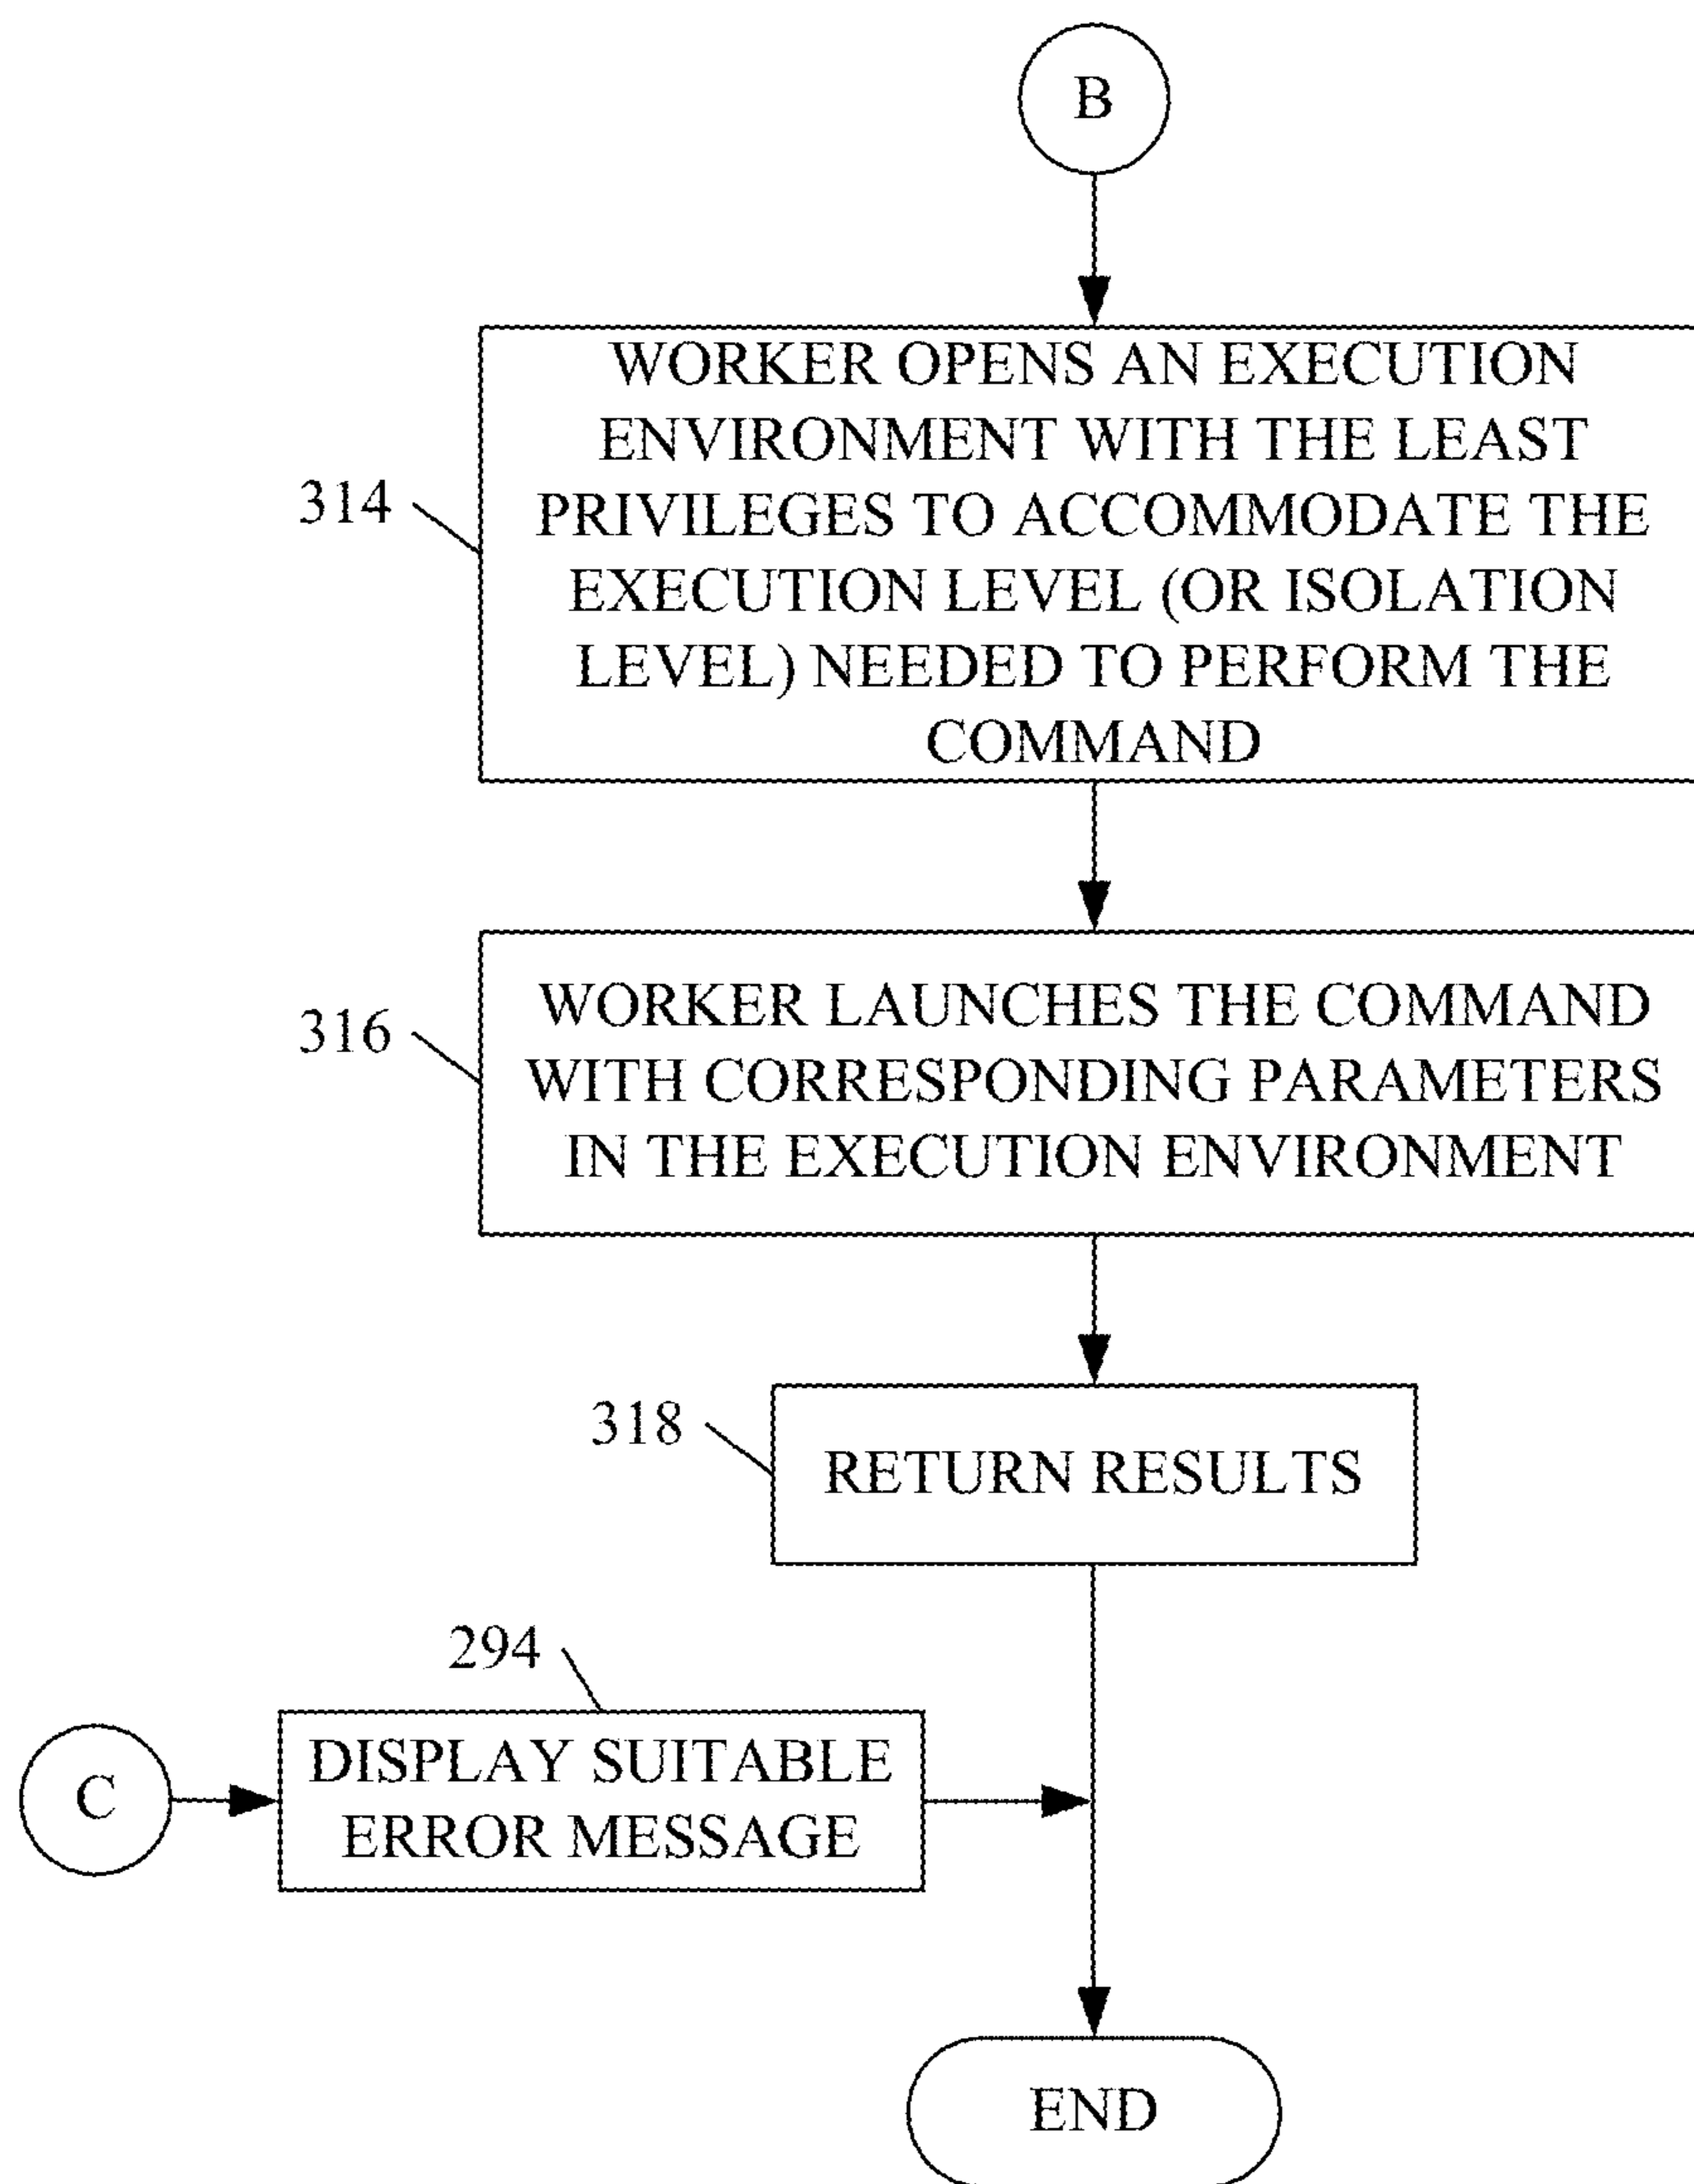 B
314
WORKER OPENS AN EXECUTION
ENVIRONMENT WITH THE LEAST
PRIVILEGES TO ACCOMMODATE THE
EXECUTION LEVEL (OR ISOLATION
LEVEL) NEEDED TO PERFORM THE
COMMAND
316
WORKER LAUNCHES THE COMMAND
WITH CORRESPONDING PARAMETERS
IN THE EXECUTION ENVIRONMENT
318
RETURN RESULTS
294
C
DISPLAY SUITABLE
ERROR MESSAGE
END